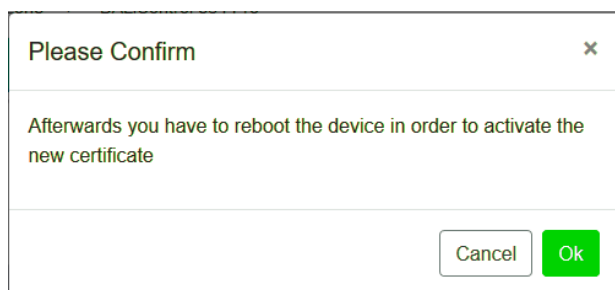 Please Confirm
×
Afterwards you have to reboot the device in order to activate the
new certificate
Cancel Ok